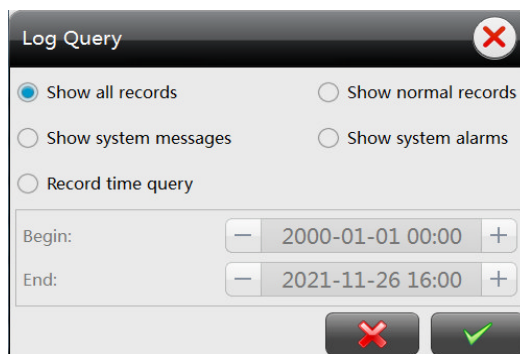 Log Query
Show all records Show normal records
Show system messages Show system alarms
Record time query
Begin: — 2000-01-01 00:00 +
End: — 2021-11-26 16:00 +